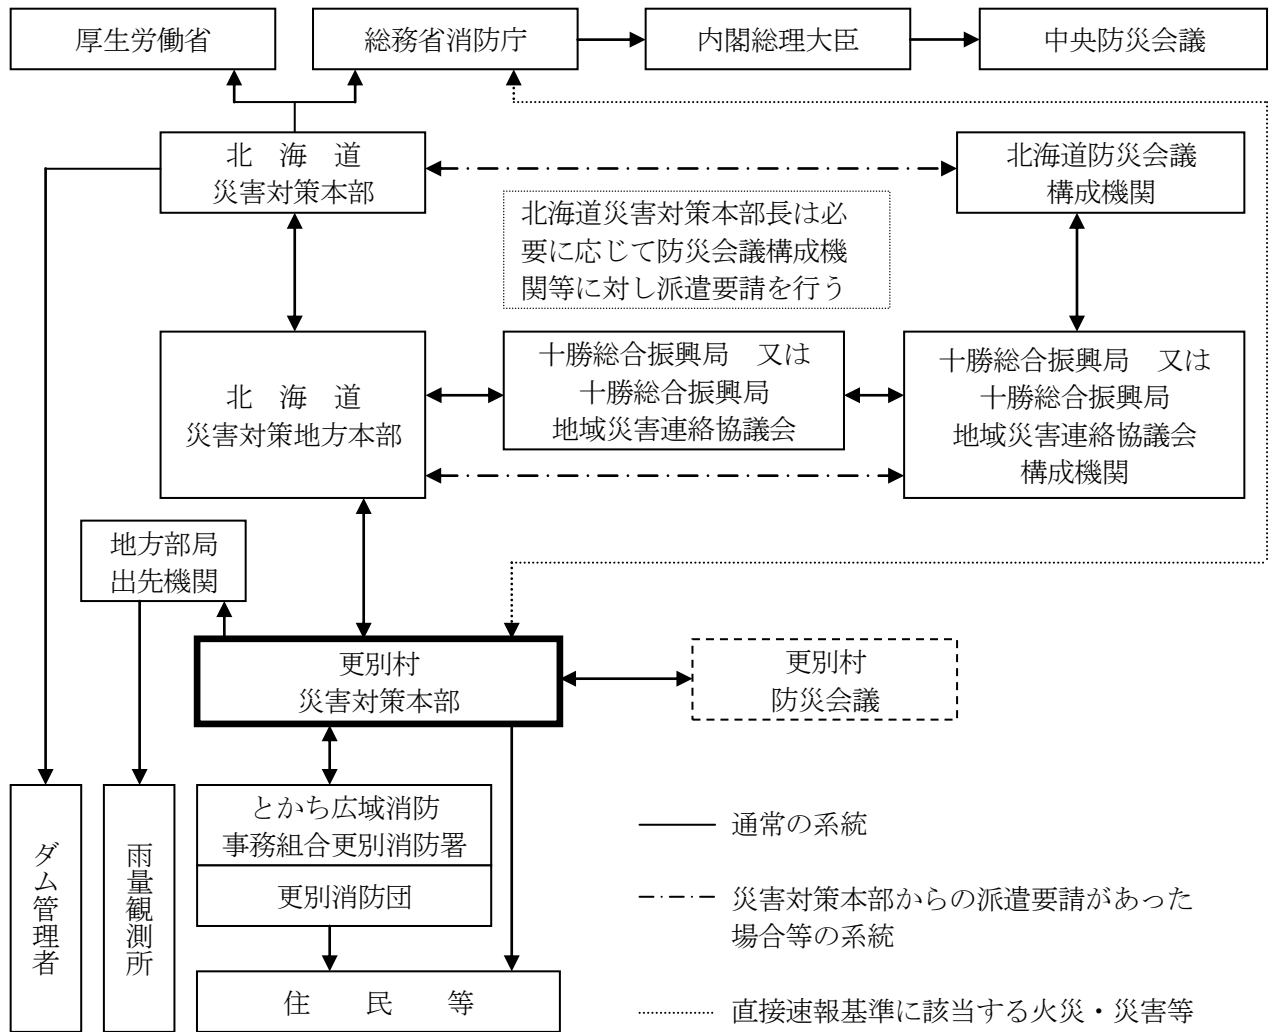 厚生労働省
総務省消防庁
内閣総理大臣
中央防災会議
北　海　道
災害対策本部
北海道防災会議
構成機関
北海道災害対策本部長は必
要に応じて防災会議構成機
関等に対し派遣要請を行う
北　海　道
災害対策地方本部
十勝総合振興局　又は
十勝総合振興局
地域災害連絡協議会
十勝総合振興局　又は
十勝総合振興局
地域災害連絡協議会
構成機関
地方部局
出先機関
更別村
災害対策本部
更別村
防災会議
ダム管理者
雨量観測所
とかち広域消防
事務組合更別消防署
更別消防団
住　民　等
通常の系統
災害対策本部からの派遣要請があった
場合等の系統
直接速報基準に該当する火災・災害等